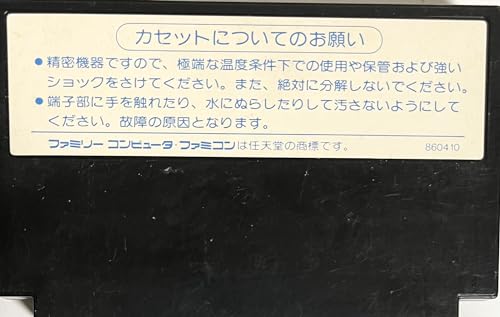 カセットについてのお願い
●精密機器ですので、極端な温度条件下での使用や保管および強い
ショックをさけてください。また、絶対に分解しないでください。
●端子部に手を触れたり、水にぬらしたりして汚さないようにして
ください。故障の原因となります。
ファミリー コンピュータ・ファミコンは任天堂の商標です。 860410